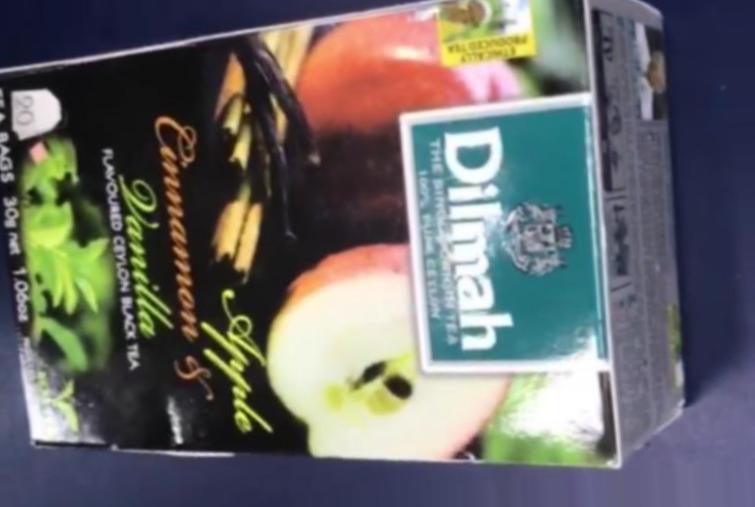 ETHICALLY
PRODUCED TEA
Dilmah
THE SINGLE ORIGIN TEA
100% PURE CEYLON
Apple
Cinnamon &
Vanilla
FLAVOURED CEYLON BLACK TEA
20
TEA BAGS 30g net 1.06oz